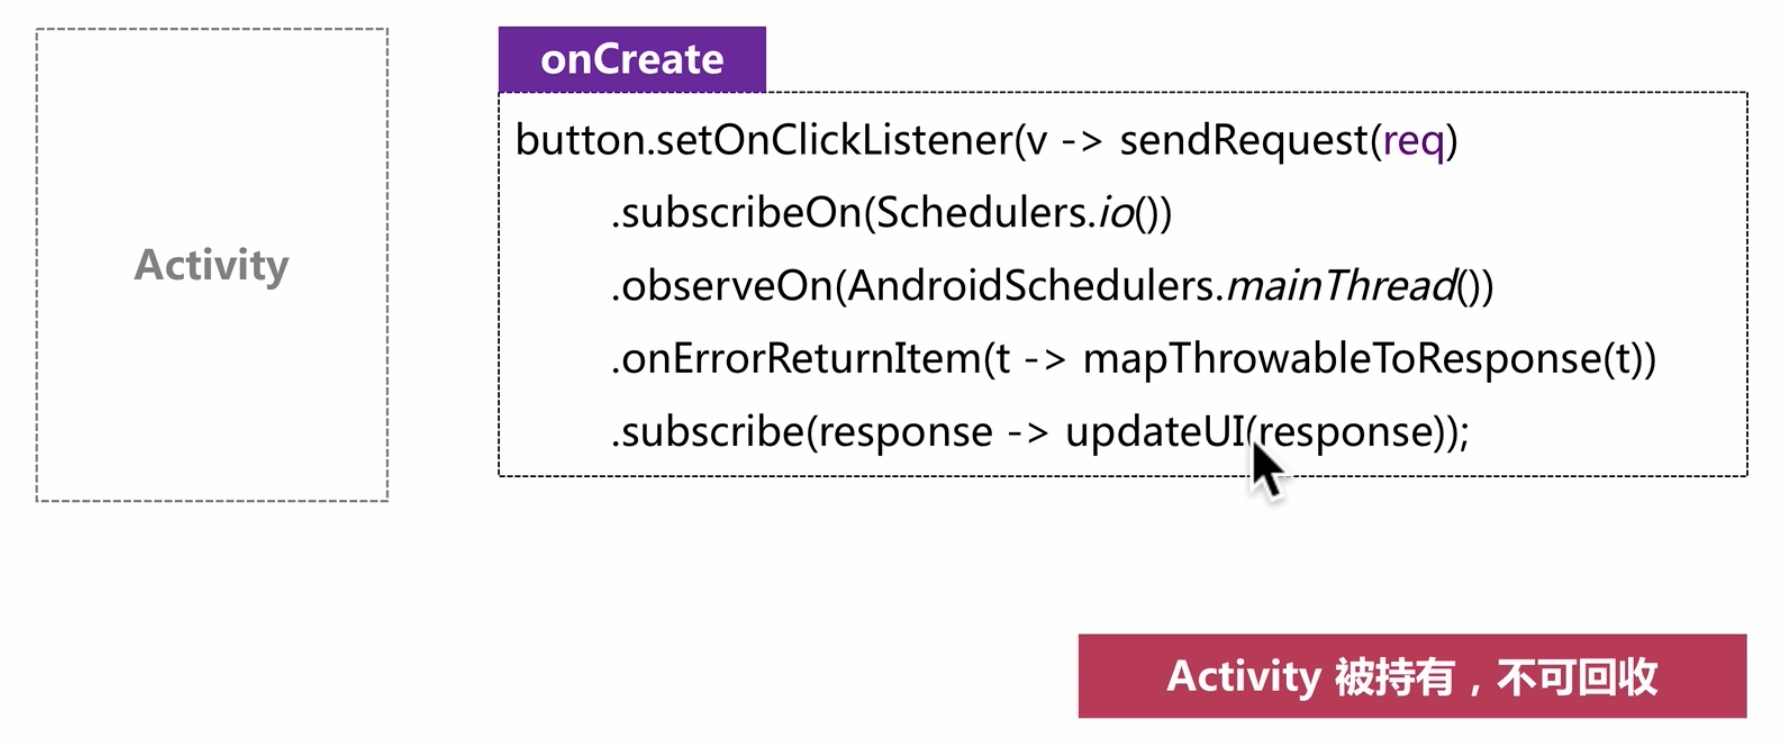 Activity
onCreate
button.setOnClickListener(v -> sendRequest(req)
.subscribeOn(Schedulers.io())
.observeOn(AndroidSchedulers.mainThread())
.onErrorReturnItem(t -> mapThrowableToResponse(t))
.subscribe(response -> updateUI(response));
Activity 被持有，不可回收